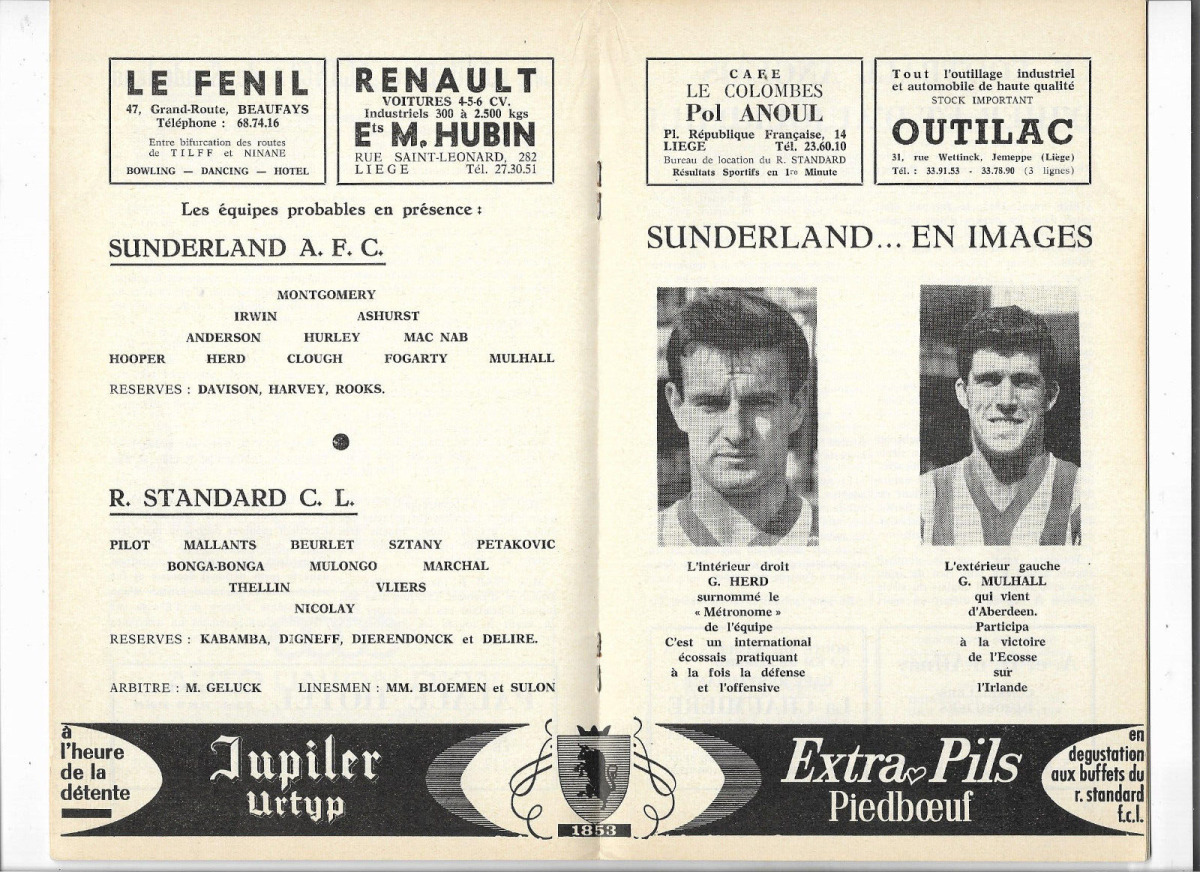 LE FENIL
47, Grand-Route, BEAUFAYS
Téléphone : 68.74.16
Entre bifurcation des routes
de TILFF et NINANE
BOWLING — DANCING — HOTEL
RENAULT
VOITURES 4-5-6 CV.
Industriels 300 à 2.500 kgs
Ets M. HUBIN
RUE SAINT-LEONARD, 282
LIEGE Tél. 27.30.51
Les équipes probables en présence :
SUNDERLAND A. F. C.
MONTGOMERY
IRWIN ASHURST
ANDERSON HURLEY MAC NAB
HOOPER HERD CLOUGH FOGARTY MULHALL
RESERVES : DAVISON, HARVEY, ROOKS.
R. STANDARD C. L.
PILOT MALLANTS BEURLET SZTANY PETAKOVIC
BONGA-BONGA MULONGO MARCHAL
THELLIN VLIERS
NICOLAY
RESERVES : KABAMBA, DIGNEFF, DIERENDONCK et DELIRE.
ARBITRE : M. GELUCK LINESMEN : MM. BLOEMEN et SULON
CAFE
LE COLOMBES
Pol ANOUL
Pl. République Française, 14
LIEGE Tél. 23.60.10
Bureau de location du R. STANDARD
Résultats Sportifs en 1re Minute
Tout l'outillage industriel
et automobile de haute qualité
STOCK IMPORTANT
OUTILAC
31, rue Wettinck, Jemeppe (Liège)
Tél. : 33.91.53 - 33.78.90 (3 lignes)
SUNDERLAND... EN IMAGES
L'intérieur droit
G. HERD
surnommé le
« Métronome »
de l'équipe
C'est un international
écossais pratiquant
à la fois la défense
et l'offensive
L'extérieur gauche
G. MULHALL
qui vient
d'Aberdeen.
Participa
à la victoire
de l'Ecosse
sur
l'Irlande
à
l'heure
de la
détente
Jupiler
Urtyp
1853
Extra Pils
Piedbœuf
en
degustation
aux buffets du
r. standard
f.c.l.